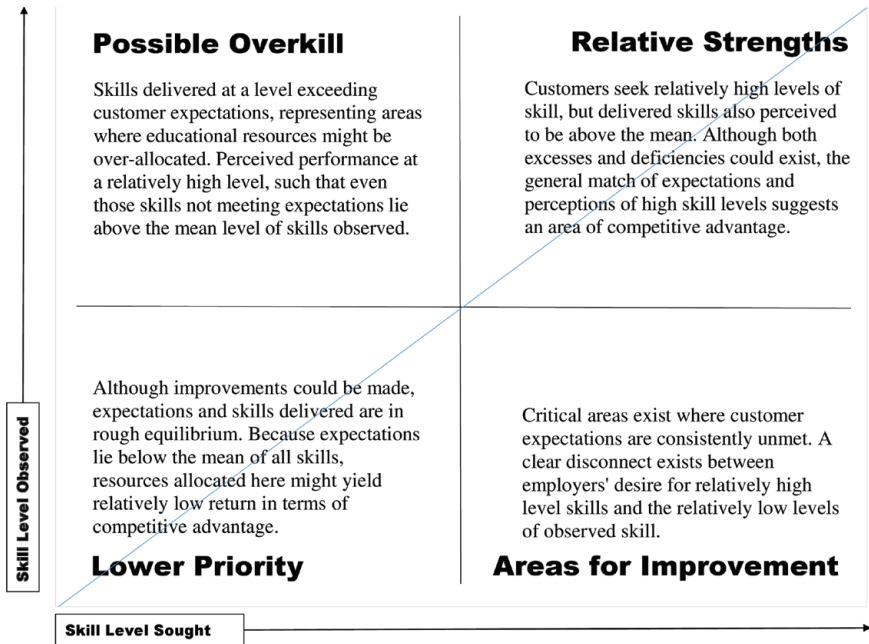 Possible Overkill
Skills delivered at a level exceeding
customer expectations, representing areas
where educational resources might be
over-allocated. Perceived performance at
a relatively high level, such that even
those skills not meeting expectations lie
above the mean level of skills observed.
Relative Strengths
Customers seek relatively high levels of
skill, but delivered skills also perceived
to be above the mean. Although both
excesses and deficiencies could exist, the
general match of expectations and
perceptions of high skill levels suggests
an area of competitive advantage.
Although improvements could be made,
expectations and skills delivered are in
rough equilibrium. Because expectations
lie below the mean of all skills,
resources allocated here might yield
relatively low return in terms of
competitive advantage.
Lower Priority
Critical areas exist where customer
expectations are consistently unmet. A
clear disconnect exists between
employers' desire for relatively high
level skills and the relatively low levels
of observed skill.
Areas for Improvement
Skill Level Observed
Skill Level Sought